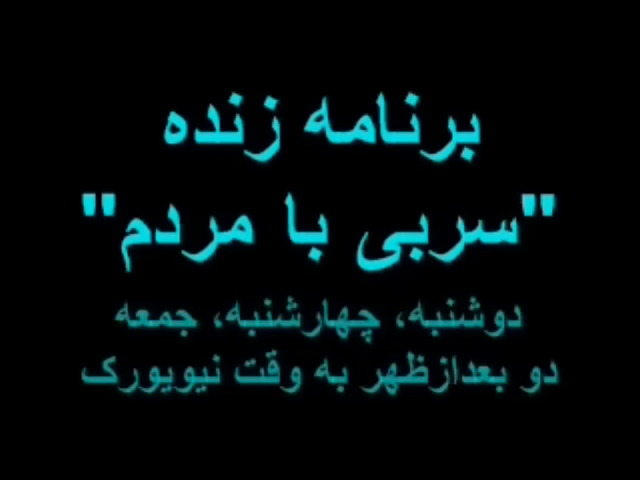 برنامه زنده
"سربی با مردم"
دوشنبه، چهارشنبه، جمعه
دو بعدازظهر به وقت نیویورک